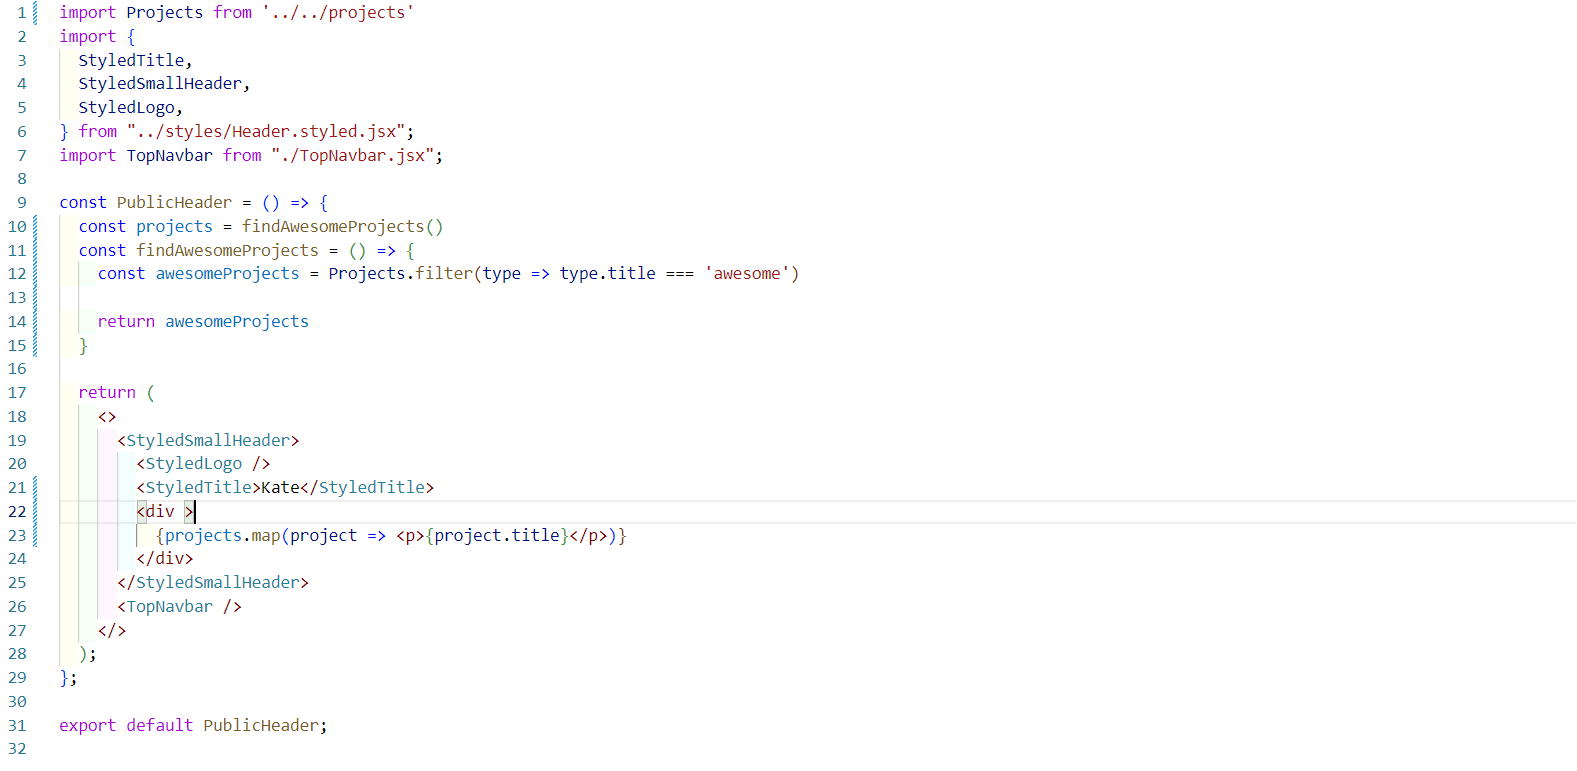 1 import Projects from '../../projects'
2 import {
3   StyledTitle,
4   StyledSmallHeader,
5   StyledLogo,
6 } from "../styles/Header.styled.jsx";
7 import TopNavbar from "./TopNavbar.jsx";
8
9 const PublicHeader = () => {
10   const projects = findAwesomeProjects()
11   const findAwesomeProjects = () => {
12     const awesomeProjects = Projects.filter(type => type.title === 'awesome')
13
14     return awesomeProjects
15   }
16
17   return (
18     <>
19       <StyledSmallHeader>
20         <StyledLogo />
21         <StyledTitle>Kate</StyledTitle>
22         <div >
23           {projects.map(project => <p>{project.title}</p>)}
24         </div>
25       </StyledSmallHeader>
26       <TopNavbar />
27     </>
28   );
29 };
30
31 export default PublicHeader;
32